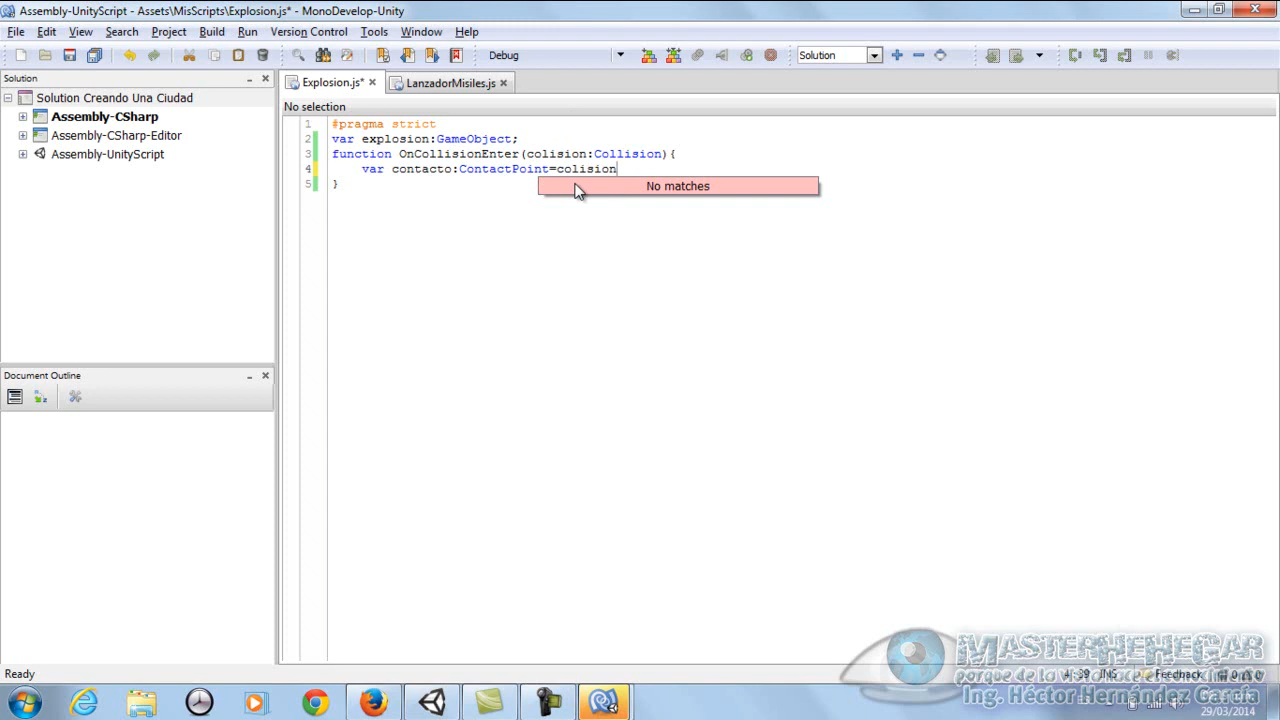 Assembly-UnityScript - Assets\MisScripts\Explosion.js* - MonoDevelop-Unity
File Edit View Search Project Build Run Version Control Tools Window Help
Debug Solution
Solution
Explosion.js* LanzadorMisiles.js
Solution Creando Una Ciudad
No selection
Assembly-CSharp
Assembly-CSharp-Editor
Assembly-UnityScript
1 #pragma strict
2 var explosion:GameObject;
3 function OnCollisionEnter(colision:Collision){
4 var contacto:ContactPoint=colision
5 }
No matches
Document Outline
MASTERHEHEGAR
Ing. Héctor Hernández García
Ready
INS
Feedback
29/03/2014